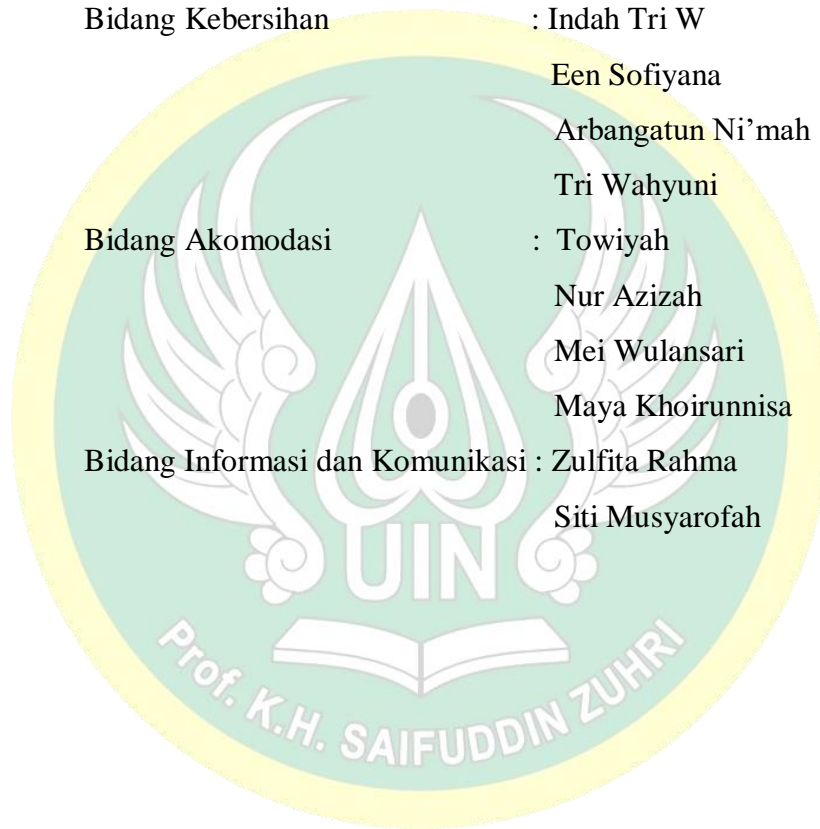 Bidang Kebersihan : Indah Tri W
Een Sofiyana
Arbangatun Ni’mah
Tri Wahyuni
Bidang Akomodasi : Towiyah
Nur Azizah
Mei Wulansari
Maya Khoirunnisa
Bidang Informasi dan Komunikasi : Zulfita Rahma
Siti Musyarofah
UIN
Prof. K.H. SAIFUDDIN ZUHRI